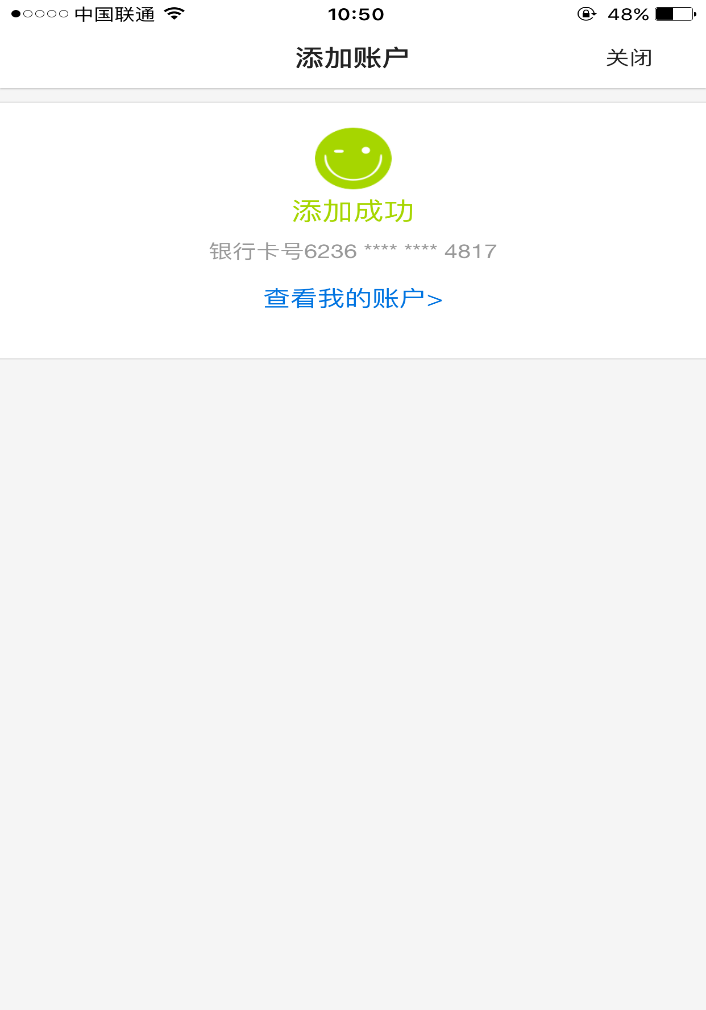 中国联通 10:50 48%
添加账户 关闭
添加成功
银行卡号6236 **** **** 4817
查看我的账户>